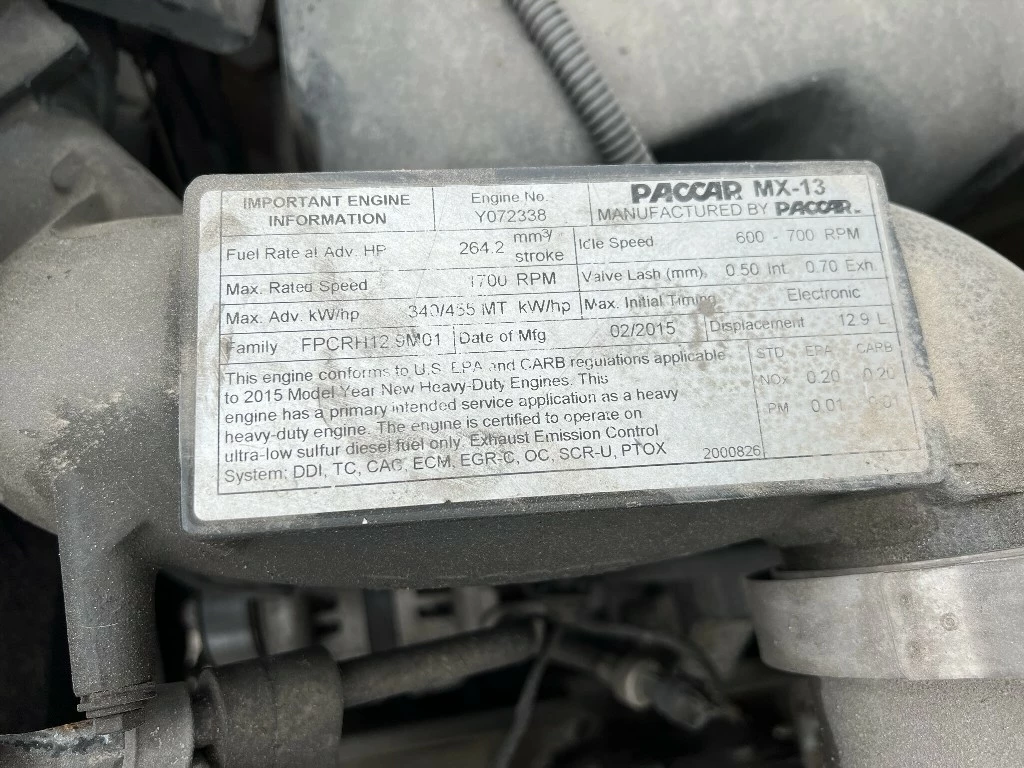 IMPORTANT ENGINE INFORMATION
Engine No. Y072338
PACCAR MX-13
MANUFACTURED BY PACCAR
Fuel Rate at Adv. HP 264.2 mm³/ stroke
Idle Speed 600 - 700 RPM
Max. Rated Speed 1700 RPM
Valve Lash (mm), 0.50 Int. 0.70 Exh.
Max. Adv. kW/hp 340/455 MT kW/hp
Max. Initial Timing Electronic
Family FPCRH12.9M01
Date of Mfg 02/2015
Displacement 12.9 L
This engine conforms to U.S. EPA and CARB regulations applicable
to 2015 Model Year New Heavy-Duty Engines. This
engine has a primary intended service application as a heavy
heavy-duty engine. The engine is certified to operate on
ultra-low sulfur diesel fuel only. Exhaust Emission Control
System: DDI, TC, CAC, ECM, EGR-C, OC, SCR-U, PTOX
2000826
STD EPA CARB
NOx 0.20 0.20
PM 0.01 0.01